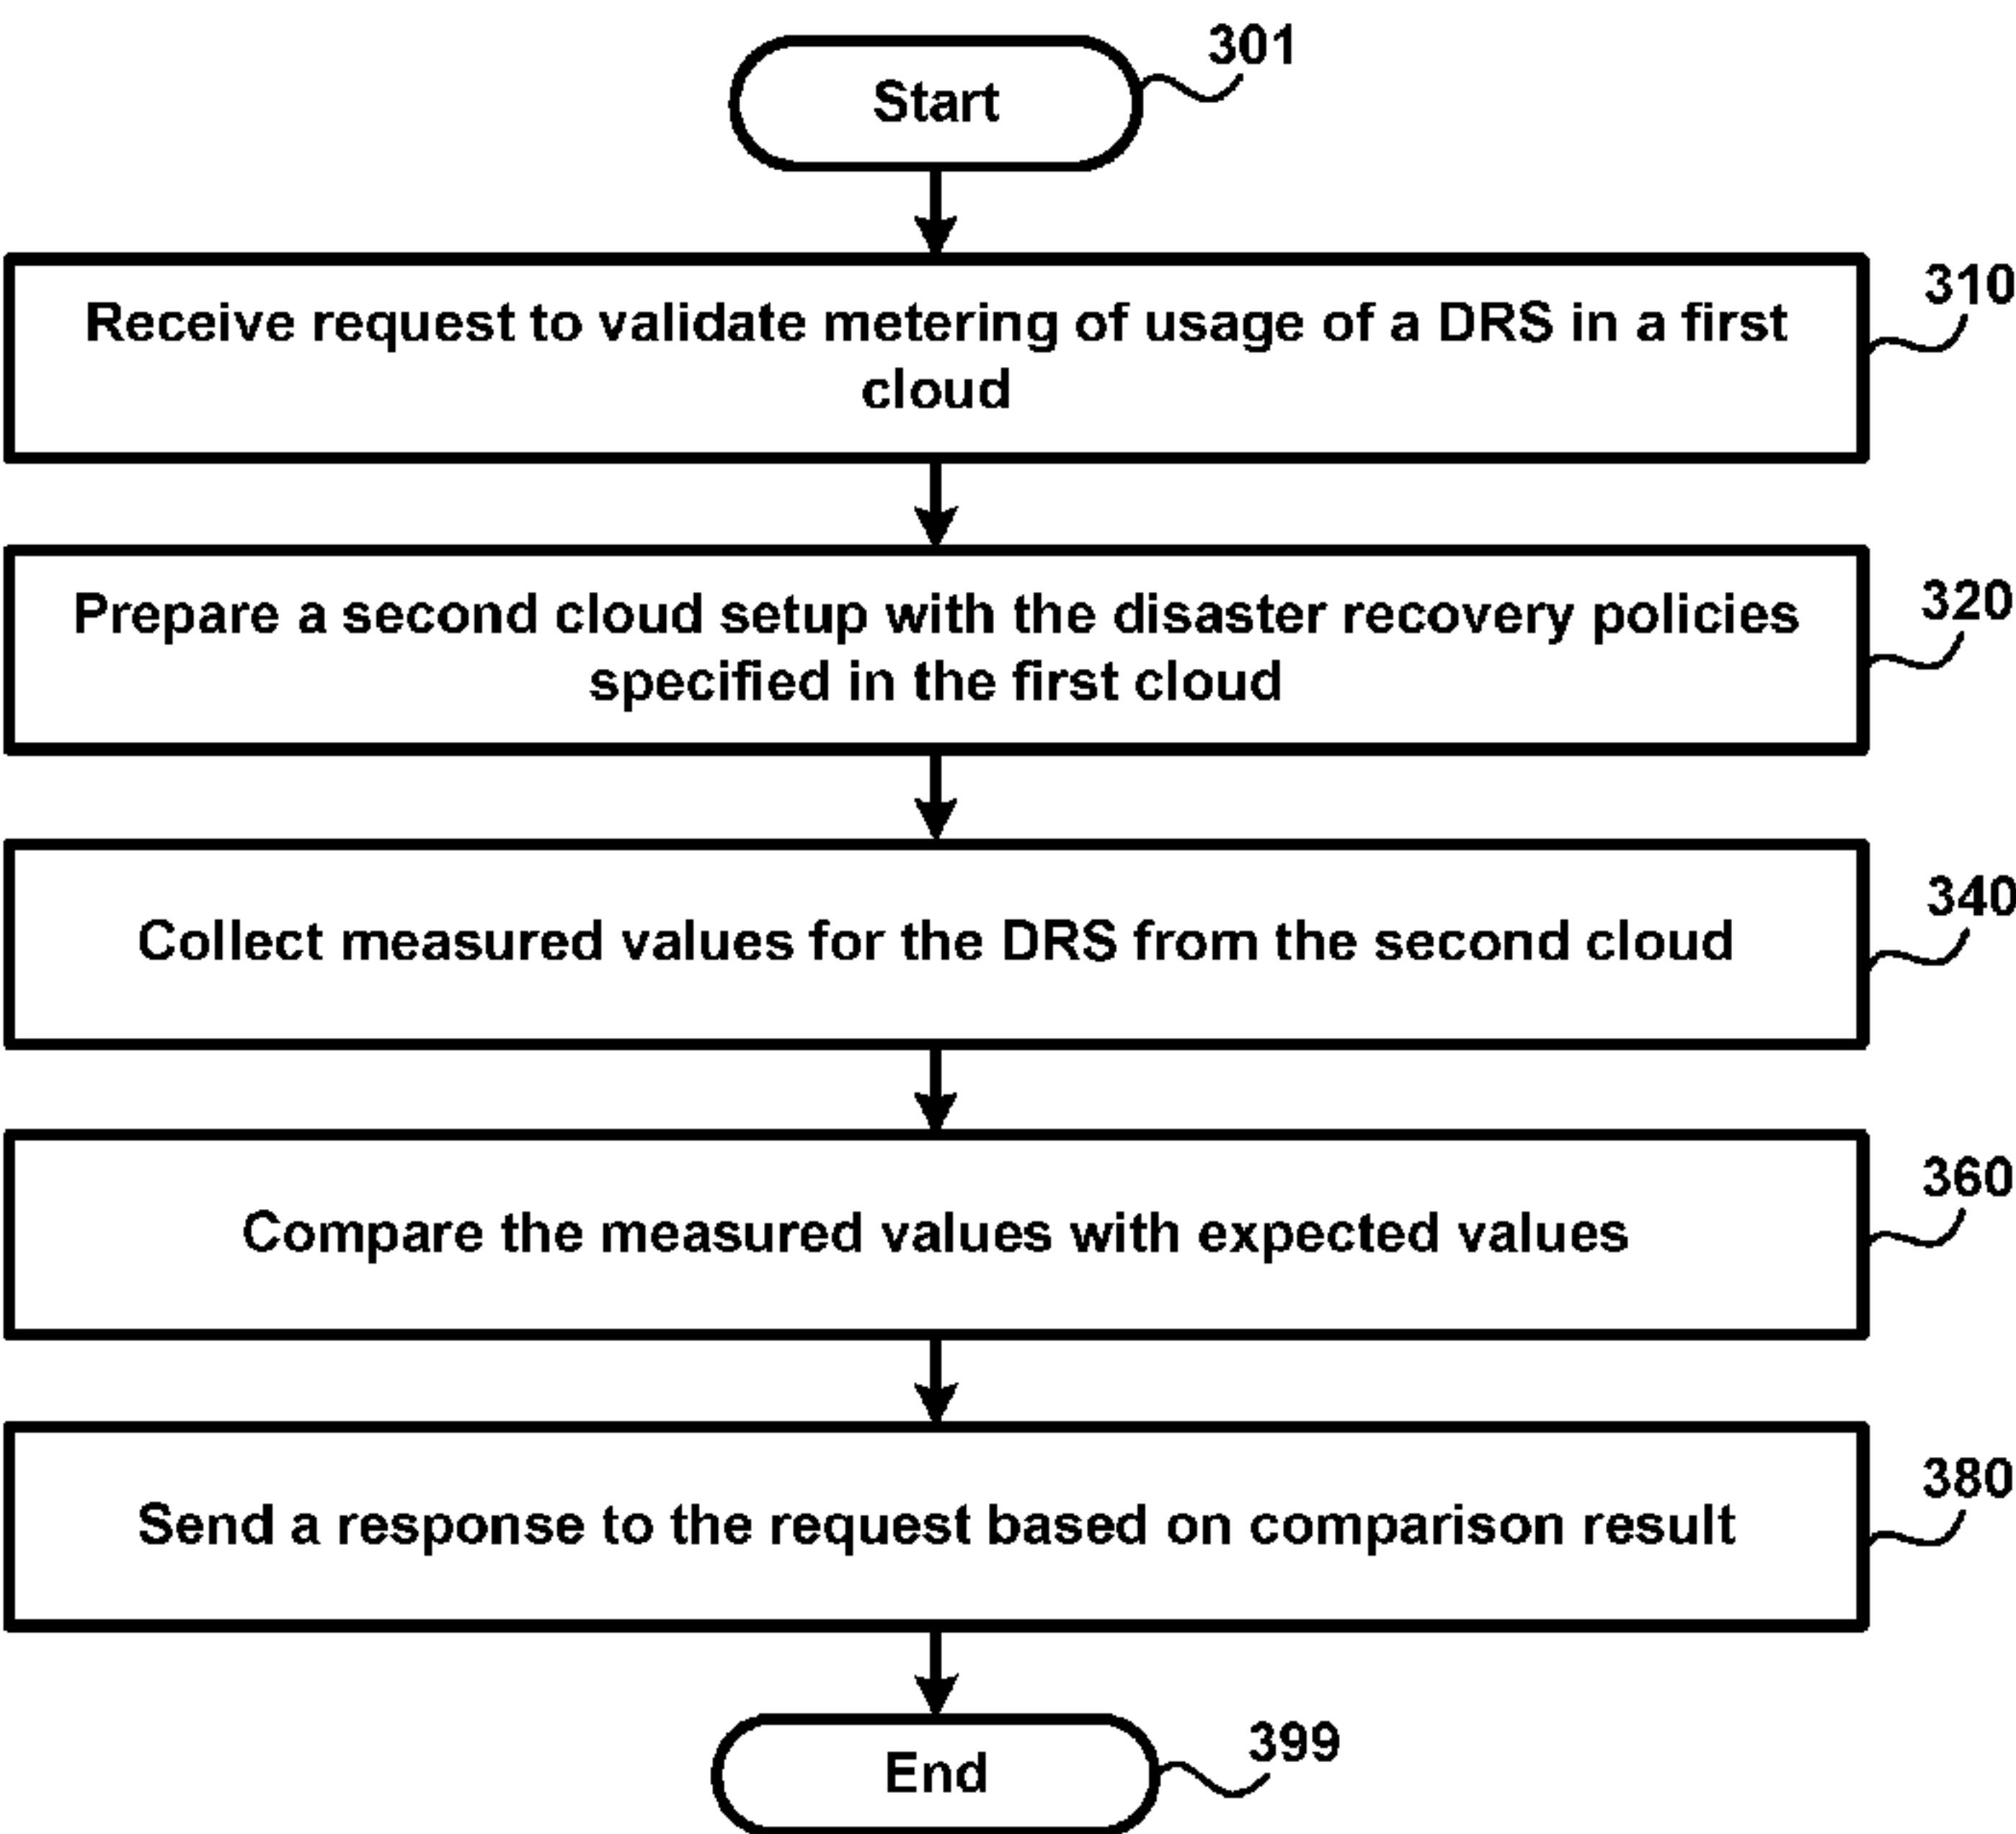 301
Start
310
Receive request to validate metering of usage of a DRS in a first
cloud
320
Prepare a second cloud setup with the disaster recovery policies
specified in the first cloud
340
Collect measured values for the DRS from the second cloud
360
Compare the measured values with expected values
380
Send a response to the request based on comparison result
399
End